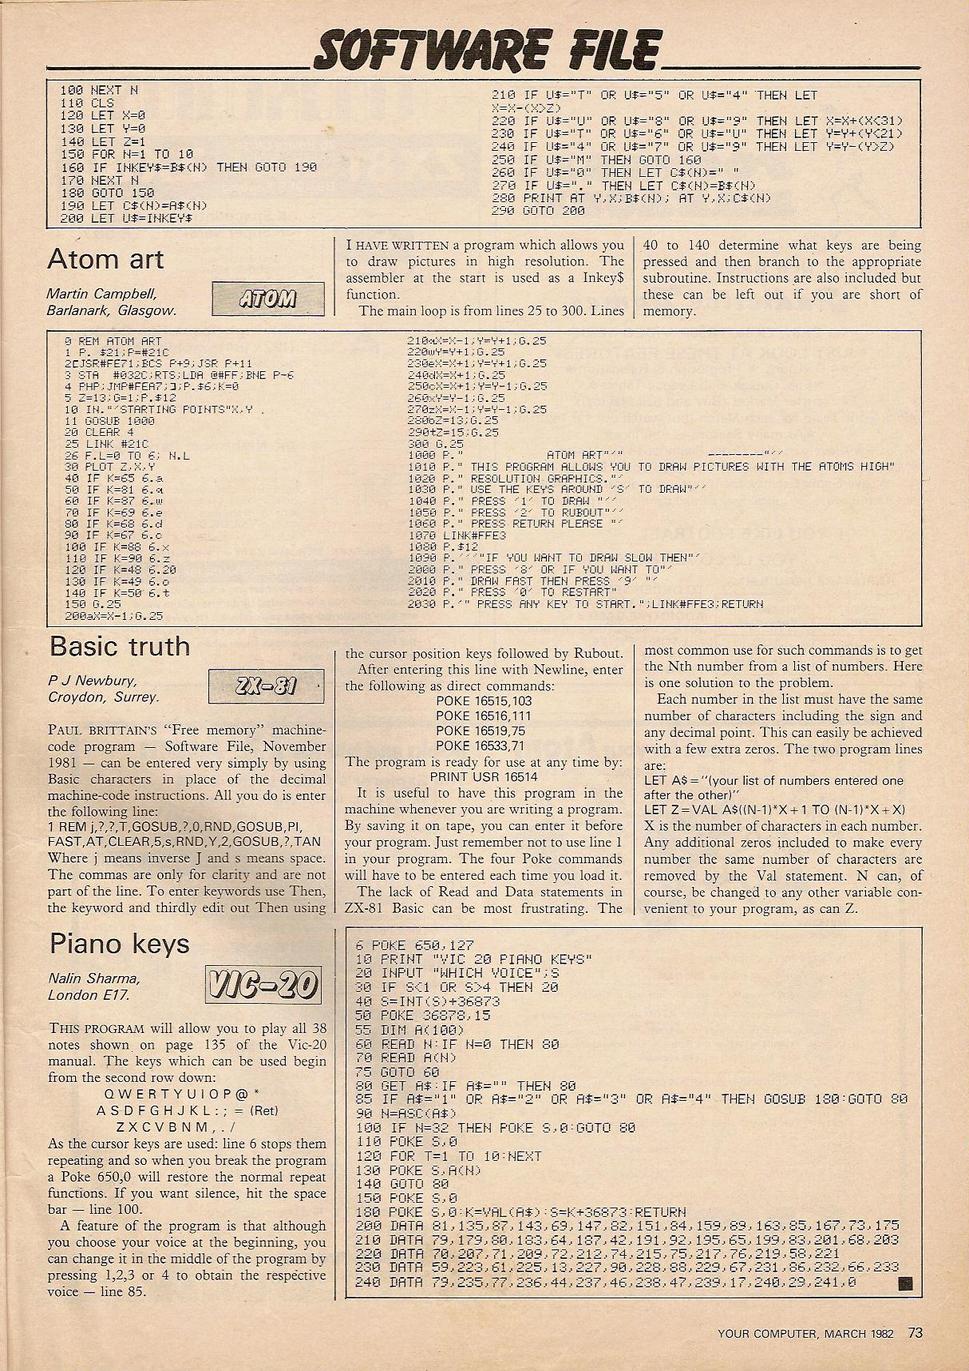 SOFTWARE FILE
100 NEXT N
110 CLS
120 LET X=0
130 LET Y=0
140 LET Z=1
150 FOR N=1 TO 10
160 IF INKEY$=B$(N) THEN GOTO 190
170 NEXT N
180 GOTO 150
190 LET C$(N)=A$(N)
200 LET U$=INKEY$
210 IF U$="T" OR U$="5" OR U$="4" THEN LET
X=X-(X>Z)
220 IF U$="U" OR U$="8" OR U$="9" THEN LET X=X+(X<31)
230 IF U$="T" OR U$="6" OR U$="U" THEN LET Y=Y+(Y<21)
240 IF U$="4" OR U$="7" OR U$="9" THEN LET Y=Y-(Y>Z)
250 IF U$="M" THEN GOTO 160
260 IF U$="0" THEN LET C$(N)=" "
270 IF U$="." THEN LET C$(N)=B$(N)
280 PRINT AT Y,X;B$(N); AT Y,X;C$(N)
290 GOTO 200
Atom art
Martin Campbell,
Barlanark, Glasgow.
ATOM
I HAVE WRITTEN a program which allows you
to draw pictures in high resolution. The
assembler at the start is used as a Inkey$
function.
The main loop is from lines 25 to 300. Lines
40 to 140 determine what keys are being
pressed and then branch to the appropriate
subroutine. Instructions are also included but
these can be left out if you are short of
memory.
0 REM ATOM ART
1 P. $21;P=#21C
2[JSR#FE71;BCS P+9;JSR P+11
3 STA #032C;RTS;LDA @#FF;BNE P-6
4 PHP;JMP#FEA7;];P.$6;K=0
5 Z=13;G=1;P.$12
10 IN."'STARTING POINTS"X,Y .
11 GOSUB 1000
20 CLEAR 4
25 LINK #21C
26 F.L=0 TO 6; N.L
30 PLOT Z,X,Y
40 IF K=65 G.a
50 IF K=81 G.q
60 IF K=87 G.w
70 IF K=69 G.e
80 IF K=68 G.d
90 IF K=67 G.c
100 IF K=88 G.x
110 IF K=90 G.z
120 IF K=48 G.20
130 IF K=49 G.o
140 IF K=50 G.t
150 G.25
200aX=X-1;G.25
210qX=X-1;Y=Y+1;G.25
220wY=Y+1;G.25
230eX=X+1;Y=Y+1;G.25
240dX=X+1;G.25
250cX=X+1;Y=Y-1;G.25
260xY=Y-1;G.25
270zX=X-1;Y=Y-1;G.25
280oZ=13;G.25
290tZ=15;G.25
300 G.25
1000 P." ATOM ART"'" --------"''
1010 P." THIS PROGRAM ALLOWS YOU TO DRAW PICTURES WITH THE ATOMS HIGH"
1020 P." RESOLUTION GRAPHICS."''
1030 P." USE THE KEYS AROUND 'S' TO DRAW"''
1040 P." PRESS '1' TO DRAW "''
1050 P." PRESS '2' TO RUBOUT"''
1060 P." PRESS RETURN PLEASE "'
1070 LINK#FFE3
1080 P.$12
1090 P.''''"IF YOU WANT TO DRAW SLOW THEN"'
2000 P." PRESS '8' OR IF YOU WANT TO"'
2010 P." DRAW FAST THEN PRESS '9' "'
2020 P." PRESS '0' TO RESTART"
2030 P.'" PRESS ANY KEY TO START.";LINK#FFE3;RETURN
Basic truth
P J Newbury,
Croydon, Surrey.
ZX-81
PAUL BRITTAIN'S "Free memory" machine-
code program — Software File, November
1981 — can be entered very simply by using
Basic characters in place of the decimal
machine-code instructions. All you do is enter
the following line:
1 REM j,?,?,T,GOSUB,?,0,RND,GOSUB,PI,
FAST,AT,CLEAR,5,s,RND,Y,2,GOSUB,?,TAN
Where j means inverse J and s means space.
The commas are only for clarity and are not
part of the line. To enter keywords use Then,
the keyword and thirdly edit out Then using
the cursor position keys followed by Rubout.
After entering this line with Newline, enter
the following as direct commands:
POKE 16515,103
POKE 16516,111
POKE 16519,75
POKE 16533,71
The program is ready for use at any time by:
PRINT USR 16514
It is useful to have this program in the
machine whenever you are writing a program.
By saving it on tape, you can enter it before
your program. Just remember not to use line 1
in your program. The four Poke commands
will have to be entered each time you load it.
The lack of Read and Data statements in
ZX-81 Basic can be most frustrating. The
most common use for such commands is to get
the Nth number from a list of numbers. Here
is one solution to the problem.
Each number in the list must have the same
number of characters including the sign and
any decimal point. This can easily be achieved
with a few extra zeros. The two program lines
are:
LET A$="(your list of numbers entered one
after the other)"
LET Z=VAL A$((N-1)*X+1 TO (N-1)*X+X)
X is the number of characters in each number.
Any additional zeros included to make every
number the same number of characters are
removed by the Val statement. N can, of
course, be changed to any other variable con-
venient to your program, as can Z.
Piano keys
Nalin Sharma,
London E17.
VIC-20
THIS PROGRAM will allow you to play all 38
notes shown on page 135 of the Vic-20
manual. The keys which can be used begin
from the second row down:
Q W E R T Y U I O P @ *
A S D F G H J K L : ; = (Ret)
Z X C V B N M , . /
As the cursor keys are used: line 6 stops them
repeating and so when you break the program
a Poke 650,0 will restore the normal repeat
functions. If you want silence, hit the space
bar — line 100.
A feature of the program is that although
you choose your voice at the beginning, you
can change it in the middle of the program by
pressing 1,2,3 or 4 to obtain the respective
voice — line 85.
6 POKE 650,127
10 PRINT "VIC 20 PIANO KEYS"
20 INPUT "WHICH VOICE";S
30 IF S<1 OR S>4 THEN 20
40 S=INT(S)+36873
50 POKE 36878,15
55 DIM A(100)
60 READ N:IF N=0 THEN 80
70 READ A(N)
75 GOTO 60
80 GET A$:IF A$="" THEN 80
85 IF A$="1" OR A$="2" OR A$="3" OR A$="4" THEN GOSUB 180:GOTO 80
90 N=ASC(A$)
100 IF N=32 THEN POKE S,0:GOTO 80
110 POKE S,0
120 FOR T=1 TO 10:NEXT
130 POKE S,A(N)
140 GOTO 80
150 POKE S,0
180 POKE S,0:K=VAL(A$):S=K+36873:RETURN
200 DATA 81,135,87,143,69,147,82,151,84,159,89,163,85,167,73,175
210 DATA 79,179,80,183,64,187,42,191,92,195,65,199,83,201,68,203
220 DATA 70,207,71,209,72,212,74,215,75,217,76,219,58,221
230 DATA 59,223,61,225,13,227,90,228,88,229,67,231,86,232,66,233
240 DATA 79,235,77,236,44,237,46,238,47,239,17,240,29,241,0
YOUR COMPUTER, MARCH 1982 73